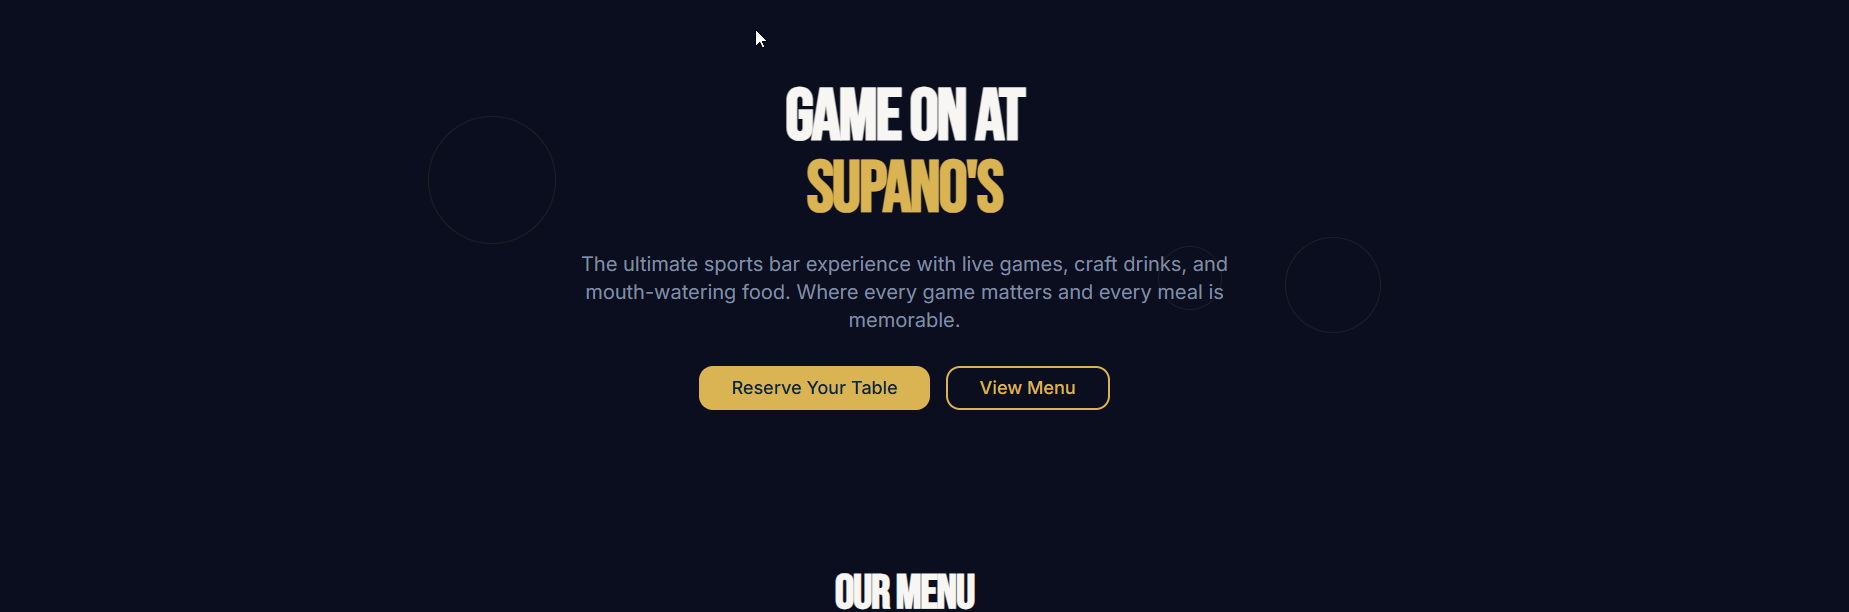 GAME ON AT
SUPANO'S
The ultimate sports bar experience with live games, craft drinks, and
mouth-watering food. Where every game matters and every meal is
memorable.
Reserve Your Table
View Menu
OUR MENU